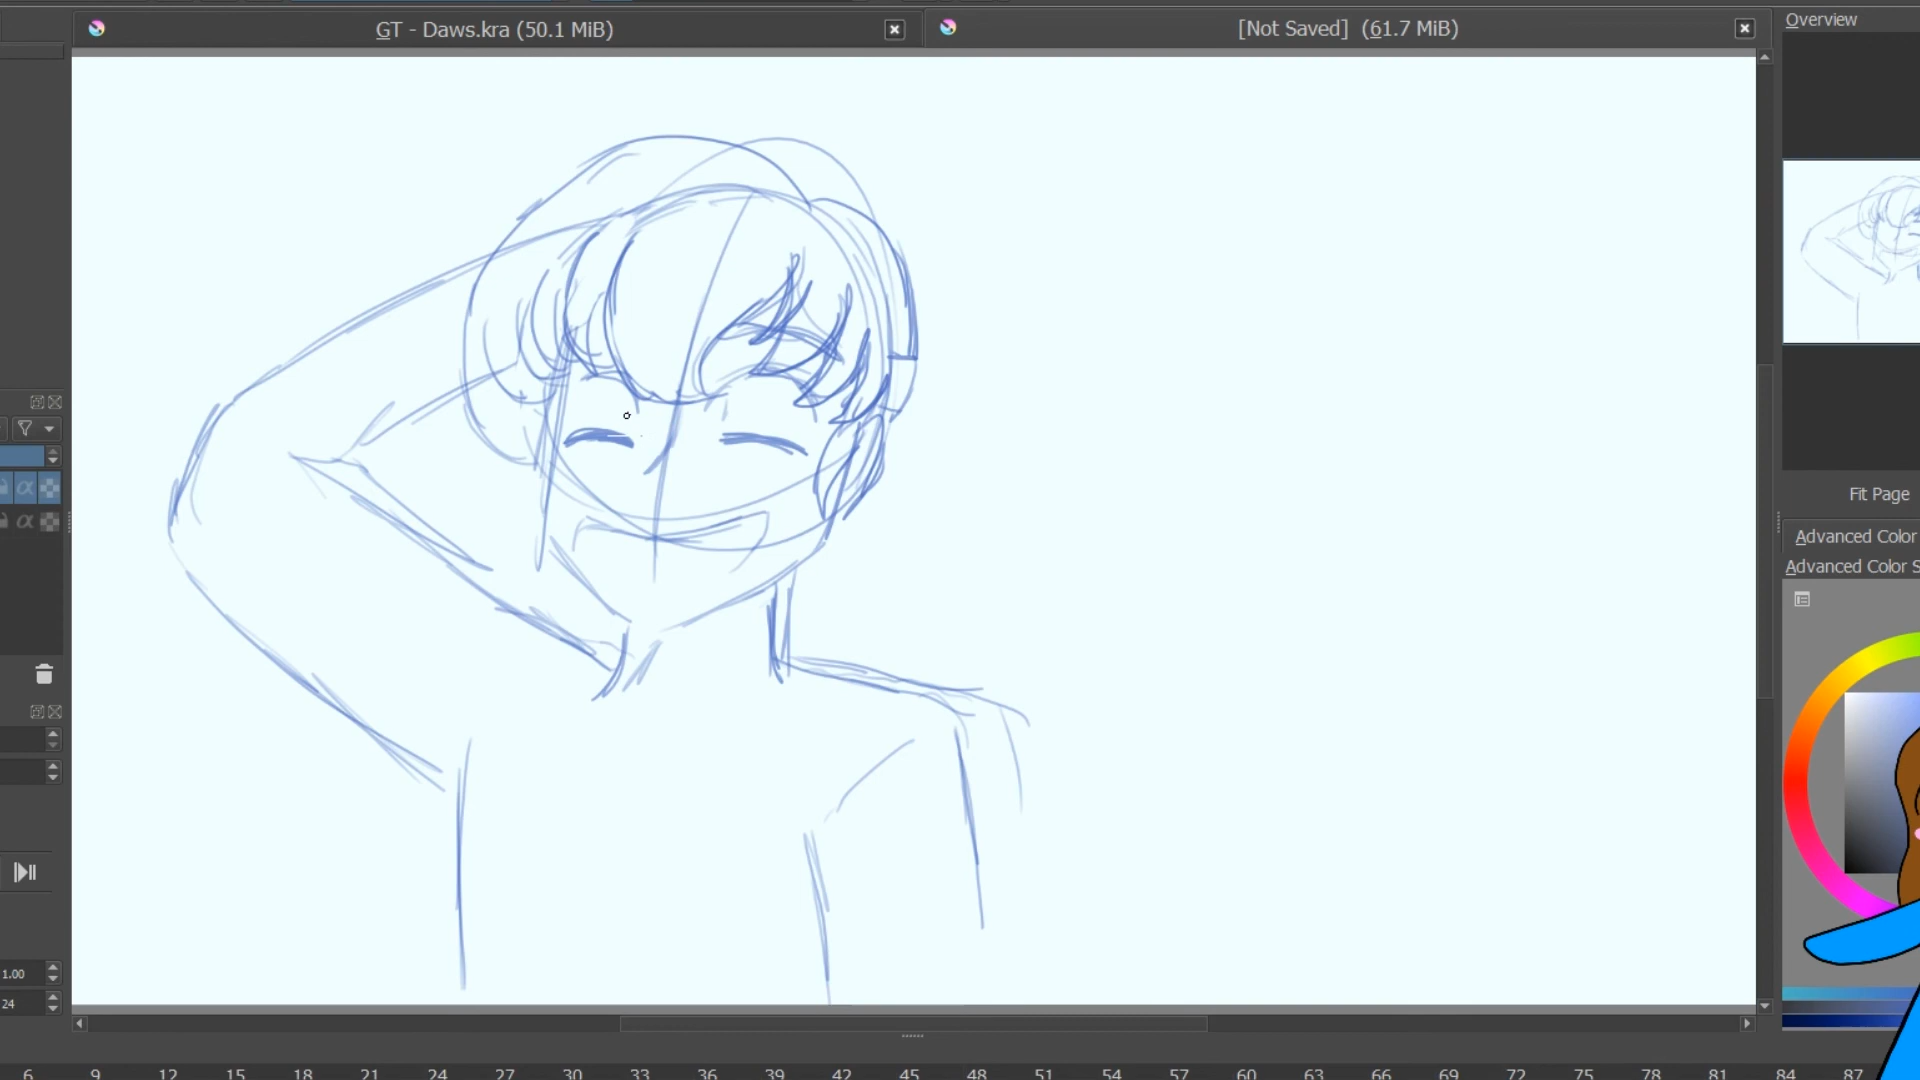 GT - Daws.kra (50.1 MiB)
[Not Saved]  (61.7 MiB)
Overview
Fit Page
Advanced Color
Advanced Color S
1.00
24
6 9 12 15 18 21 24 27 30 33 36 39 42 45 48 51 54 57 60 63 66 69 72 75 78 81 84 87